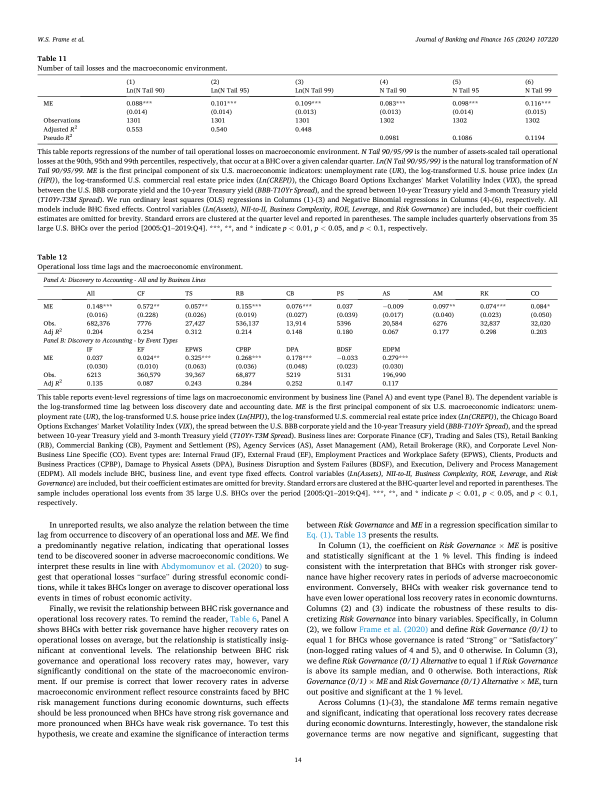 W.S. Frame et al.
Journal of Banking and Finance 165 (2024) 107220
Table 11
Number of tail losses and the macroeconomic environment.
(1) (2) (3) (4) (5) (6)
Ln(N Tail 90) Ln(N Tail 95) Ln(N Tail 99) N Tail 90 N Tail 95 N Tail 99
ME 0.088*** 0.101*** 0.109*** 0.083*** 0.098*** 0.116***
(0.014) (0.014) (0.013) (0.013) (0.014) (0.015)
Observations 1301 1301 1301 1302 1302 1302
Adjusted R² 0.553 0.540 0.448
Pseudo R² 0.0981 0.1086 0.1194
This table reports regressions of the number of tail operational losses on macroeconomic environment. N Tail 90/95/99 is the number of assets-scaled tail operational
losses at the 90th, 95th and 99th percentiles, respectively, that occur at a BHC over a given calendar quarter. Ln(N Tail 90/95/99) is the natural log transformation of N
Tail 90/95/99. ME is the first principal component of six U.S. macroeconomic indicators: unemployment rate (UR), the log-transformed U.S. house price index (Ln
(HPI)), the log-transformed U.S. commercial real estate price index (Ln(CREPI)), the Chicago Board Options Exchanges' Market Volatility Index (VIX), the spread
between the U.S. BBB corporate yield and the 10-year Treasury yield (BBB-T10Yr Spread), and the spread between 10-year Treasury yield and 3-month Treasury yield
(T10Yr-T3M Spread). We run ordinary least squares (OLS) regressions in Columns (1)-(3) and Negative Binomial regressions in Columns (4)-(6), respectively. All
models include BHC fixed effects. Control variables (Ln(Assets), NII-to-II, Business Complexity, ROE, Leverage, and Risk Governance) are included, but their coefficient
estimates are omitted for brevity. Standard errors are clustered at the quarter level and reported in parentheses. The sample includes quarterly observations from 35
large U.S. BHCs over the period [2005:Q1–2019:Q4]. ***, **, and * indicate p < 0.01, p < 0.05, and p < 0.1, respectively.
Table 12
Operational loss time lags and the macroeconomic environment.
Panel A: Discovery to Accounting - All and by Business Lines
All CF TS RB CB PS AS AM RK CO
ME 0.148*** 0.572** 0.057** 0.155*** 0.076*** 0.037 −0.009 0.097** 0.074*** 0.084*
(0.016) (0.228) (0.026) (0.019) (0.027) (0.039) (0.017) (0.040) (0.023) (0.050)
Obs. 682,376 7776 27,427 536,137 13,914 5396 20,584 6276 32,837 32,020
Adj R² 0.204 0.234 0.312 0.214 0.148 0.180 0.067 0.177 0.298 0.203
Panel B: Discovery to Accounting - by Event Types
IF EF EPWS CPBP DPA BDSF EDPM
ME 0.037 0.024** 0.325*** 0.268*** 0.178*** −0.033 0.279***
(0.030) (0.010) (0.063) (0.036) (0.048) (0.023) (0.030)
Obs. 6213 360,579 39,367 68,877 5219 5131 196,990
Adj R² 0.135 0.087 0.243 0.284 0.252 0.147 0.117
This table reports event-level regressions of time lags on macroeconomic environment by business line (Panel A) and event type (Panel B). The dependent variable is
the log-transformed time lag between loss discovery date and accounting date. ME is the first principal component of six U.S. macroeconomic indicators: unem-
ployment rate (UR), the log-transformed U.S. house price index (Ln(HPI)), the log-transformed U.S. commercial real estate price index (Ln(CREPI)), the Chicago Board
Options Exchanges' Market Volatility Index (VIX), the spread between the U.S. BBB corporate yield and the 10-year Treasury yield (BBB-T10Yr Spread), and the spread
between 10-year Treasury yield and 3-month Treasury yield (T10Yr-T3M Spread). Business lines are: Corporate Finance (CF), Trading and Sales (TS), Retail Banking
(RB), Commercial Banking (CB), Payment and Settlement (PS), Agency Services (AS), Asset Management (AM), Retail Brokerage (RK), and Corporate Level Non-
Business Line Specific (CO). Event types are: Internal Fraud (IF), External Fraud (EF), Employment Practices and Workplace Safety (EPWS), Clients, Products and
Business Practices (CPBP), Damage to Physical Assets (DPA), Business Disruption and System Failures (BDSF), and Execution, Delivery and Process Management
(EDPM). All models include BHC, business line, and event type fixed effects. Control variables (Ln(Assets), NII-to-II, Business Complexity, ROE, Leverage, and Risk
Governance) are included, but their coefficient estimates are omitted for brevity. Standard errors are clustered at the BHC-quarter level and reported in parentheses. The
sample includes operational loss events from 35 large U.S. BHCs over the period [2005:Q1–2019:Q4]. ***, **, and * indicate p < 0.01, p < 0.05, and p < 0.1,
respectively.
In unreported results, we also analyze the relation between the time
lag from occurrence to discovery of an operational loss and ME. We find
a predominantly negative relation, indicating that operational losses
tend to be discovered sooner in adverse macroeconomic conditions. We
interpret these results in line with Abdymomunov et al. (2020) to sug-
gest that operational losses “surface” during stressful economic condi-
tions, while it takes BHCs longer on average to discover operational loss
events in times of robust economic activity.
Finally, we revisit the relationship between BHC risk governance and
operational loss recovery rates. To remind the reader, Table 6, Panel A
shows BHCs with better risk governance have higher recovery rates on
operational losses on average, but the relationship is statistically insig-
nificant at conventional levels. The relationship between BHC risk
governance and operational loss recovery rates may, however, vary
significantly conditional on the state of the macroeconomic environ-
ment. If our premise is correct that lower recovery rates in adverse
macroeconomic environment reflect resource constraints faced by BHC
risk management functions during economic downturns, such effects
should be less pronounced when BHCs have strong risk governance and
more pronounced when BHCs have weak risk governance. To test this
hypothesis, we create and examine the significance of interaction terms
between Risk Governance and ME in a regression specification similar to
Eq. (1). Table 13 presents the results.
In Column (1), the coefficient on Risk Governance × ME is positive
and statistically significant at the 1 % level. This finding is indeed
consistent with the interpretation that BHCs with stronger risk gover-
nance have higher recovery rates in periods of adverse macroeconomic
environment. Conversely, BHCs with weaker risk governance tend to
have even lower operational loss recovery rates in economic downturns.
Columns (2) and (3) indicate the robustness of these results to dis-
cretizing Risk Governance into binary variables. Specifically, in Column
(2), we follow Frame et al. (2020) and define Risk Governance (0/1) to
equal 1 for BHCs whose governance is rated “Strong” or “Satisfactory”
(non-logged rating values of 4 and 5), and 0 otherwise. In Column (3),
we define Risk Governance (0/1) Alternative to equal 1 if Risk Governance
is above its sample median, and 0 otherwise. Both interactions, Risk
Governance (0/1) × ME and Risk Governance (0/1) Alternative × ME, turn
out positive and significant at the 1 % level.
Across Columns (1)-(3), the standalone ME terms remain negative
and significant, indicating that operational loss recovery rates decrease
during economic downturns. Interestingly, however, the standalone risk
governance terms are now negative and significant, suggesting that
14